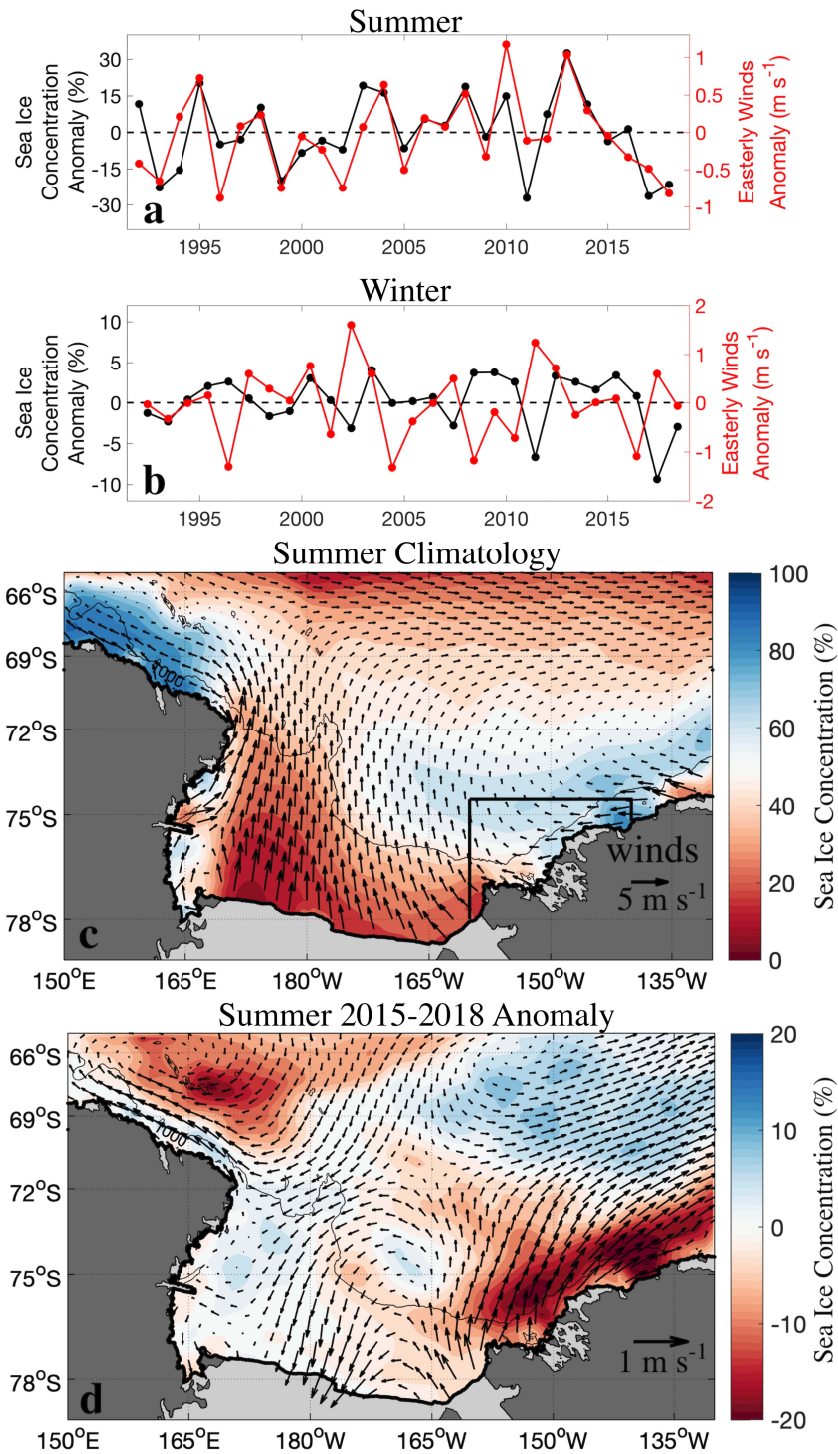 Summer
Sea Ice
Concentration
Anomaly (%)
30
15
0
-15
-30
a
1
0.5
0
-0.5
-1
Easterly Winds
Anomaly (m s⁻¹)
1995 2000 2005 2010 2015
Winter
Sea Ice
Concentration
Anomaly (%)
10
5
0
-5
-10
b
2
1
0
-1
-2
Easterly Winds
Anomaly (m s⁻¹)
1995 2000 2005 2010 2015
Summer Climatology
66°S
69°S
72°S
75°S
78°S
1000
winds
5 m s⁻¹
c
150°E 165°E 180°W 165°W 150°W 135°W
100
80
60
40
20
0
Sea Ice Concentration (%)
Summer 2015-2018 Anomaly
66°S
69°S
72°S
75°S
78°S
1000
1 m s⁻¹
d
150°E 165°E 180°W 165°W 150°W 135°W
20
10
0
-10
-20
Sea Ice Concentration (%)